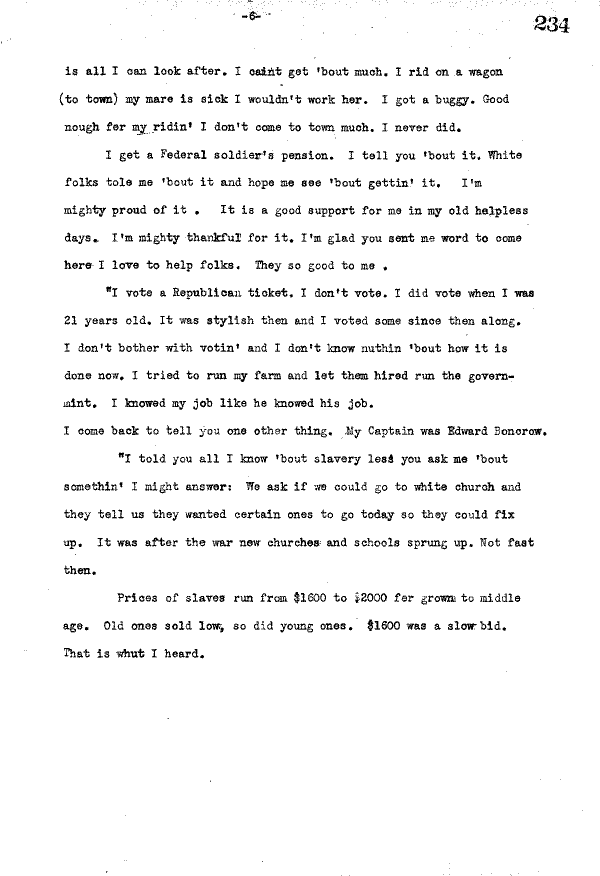 -6-
234
is all I can look after. I caint get 'bout much. I rid on a wagon
(to town) my mare is sick I wouldn't work her. I got a buggy. Good
nough fer my ridin' I don't come to town much. I never did.
I get a Federal soldier's pension. I tell you 'bout it. White
folks tole me 'bout it and hope me see 'bout gettin' it. I'm
mighty proud of it . It is a good support for me in my old helpless
days. I'm mighty thankful for it. I'm glad you sent me word to come
here I love to help folks. They so good to me .
"I vote a Republican ticket. I don't vote. I did vote when I was
21 years old. It was stylish then and I voted some since then along.
I don't bother with votin' and I don't know nuthin 'bout how it is
done now. I tried to run my farm and let them hired run the govern-
mint. I knowed my job like he knowed his job.
I come back to tell you one other thing. My Captain was Edward Boncrow.
"I told you all I know 'bout slavery less you ask me 'bout
somethin' I might answer: We ask if we could go to white church and
they tell us they wanted certain ones to go today so they could fix
up. It was after the war new churches and schools sprung up. Not fast
then.
Prices of slaves run from $1600 to $2000 fer grown to middle
age. Old ones sold low, so did young ones. $1600 was a slow bid.
That is whut I heard.